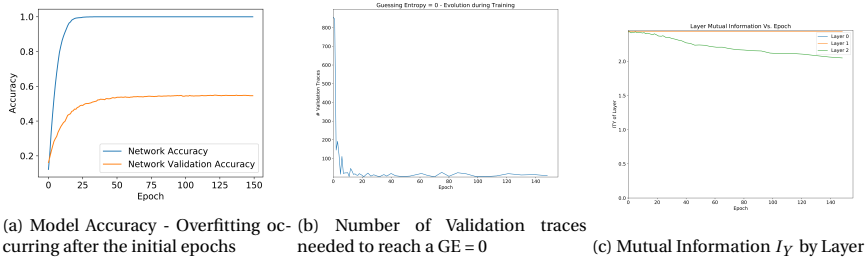 Guessing Entropy = 0 - Evolution during Training
Layer Mutual Information Vs. Epoch
1.0
0.8
0.6
0.4
0.2
Accuracy
0
25
50
75
100
125
150
Epoch
Network Accuracy
Network Validation Accuracy
800
700
600
500
400
300
200
100
# Validation Traces
0
20
40
60
80
100
120
140
Epoch
2.0
1.5
1.0
0.5
0.0
ITY of Layer
0
20
40
60
80
100
120
140
Epoch
Layer 0
Layer 1
Layer 2
(a) Model Accuracy - Overfitting oc-
curring after the initial epochs
(b) Number of Validation traces
needed to reach a GE = 0
(c) Mutual Information I_Y by Layer